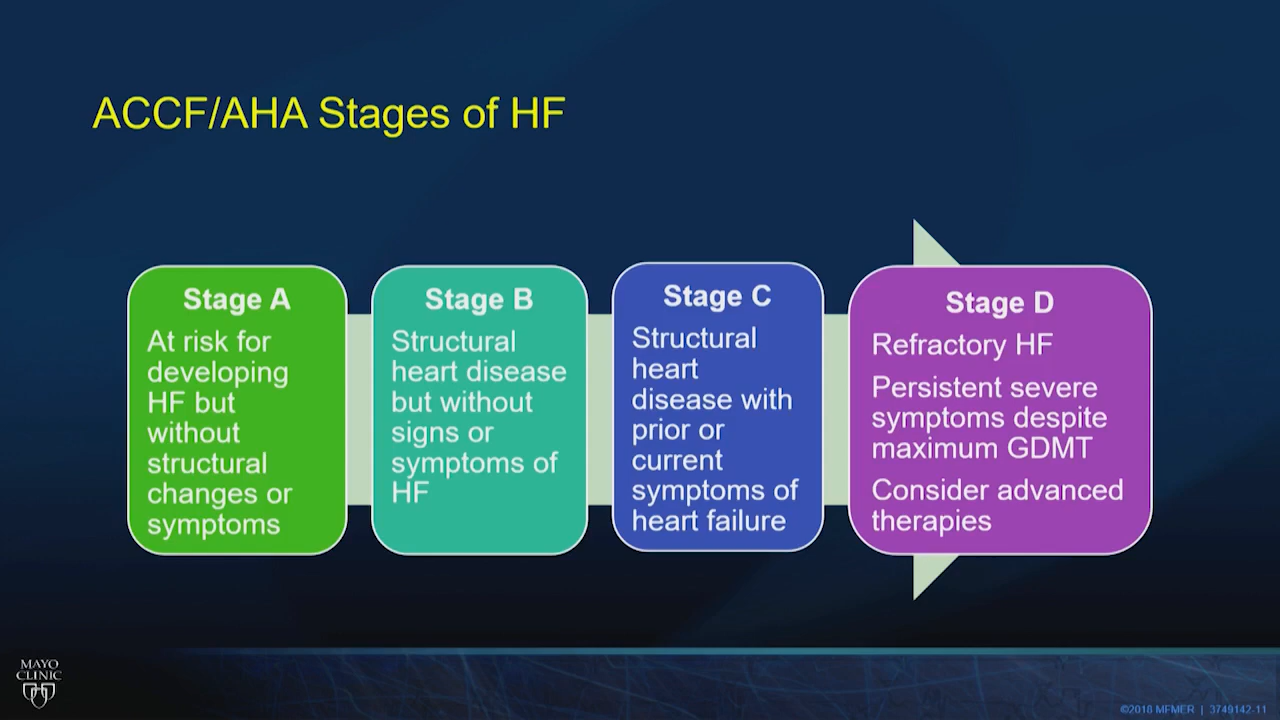 ACCF/AHA Stages of HF
Stage A
At risk for
developing
HF but
without
structural
changes or
symptoms
Stage B
Structural
heart disease
but without
signs or
symptoms of
HF
Stage C
Structural
heart
disease with
prior or
current
symptoms of
heart failure
Stage D
Refractory HF
Persistent severe
symptoms despite
maximum GDMT
Consider advanced
therapies
MAYO
CLINIC
©2018 MFMER | 3749142-11